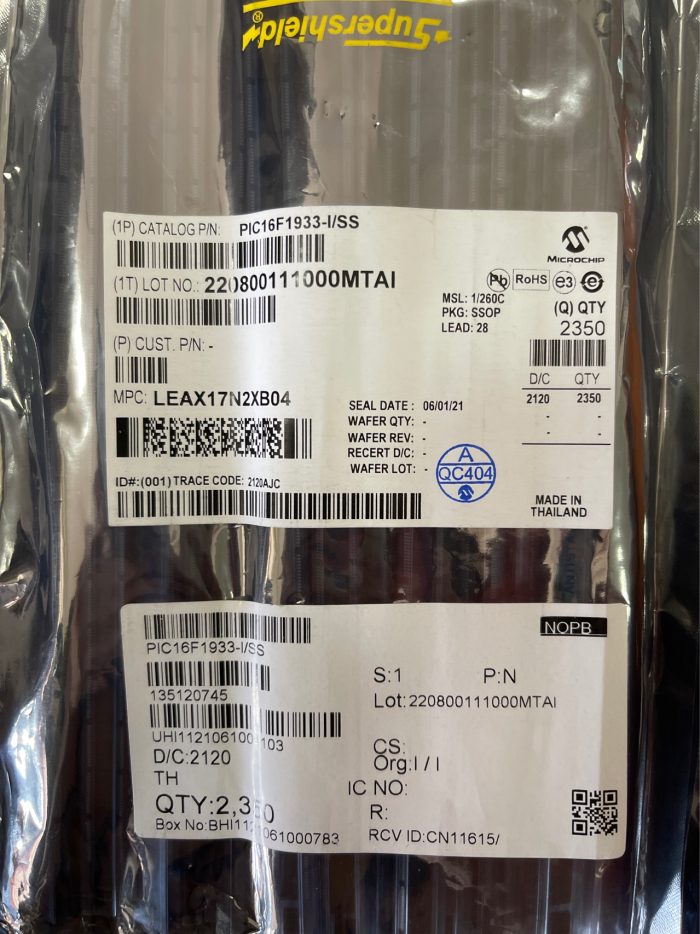 Supershield®
(1P) CATALOG P/N: PIC16F1933-I/SS
MICROCHIP
(1T) LOT NO.: 220800111000MTAI
Pb RoHS e3 e
MSL: 1/260C
PKG: SSOP
LEAD: 28
(Q) QTY
2350
(P) CUST. P/N: -
D/C QTY
2120 2350
- -
- -
MPC: LEAX17N2XB04
SEAL DATE : 06/01/21
WAFER QTY: -
WAFER REV: -
RECERT D/C: -
WAFER LOT: -
A
QC404
ID#:(001) TRACE CODE: 2120AJC
MADE IN
THAILAND
NOPB
PIC16F1933-I/SS
135120745
S:1 P:N
Lot:220800111000MTAI
D/C:2120
TH
CS:
Org:I / I
IC NO:
QTY:2,350
R:
RCV ID:CN11615/